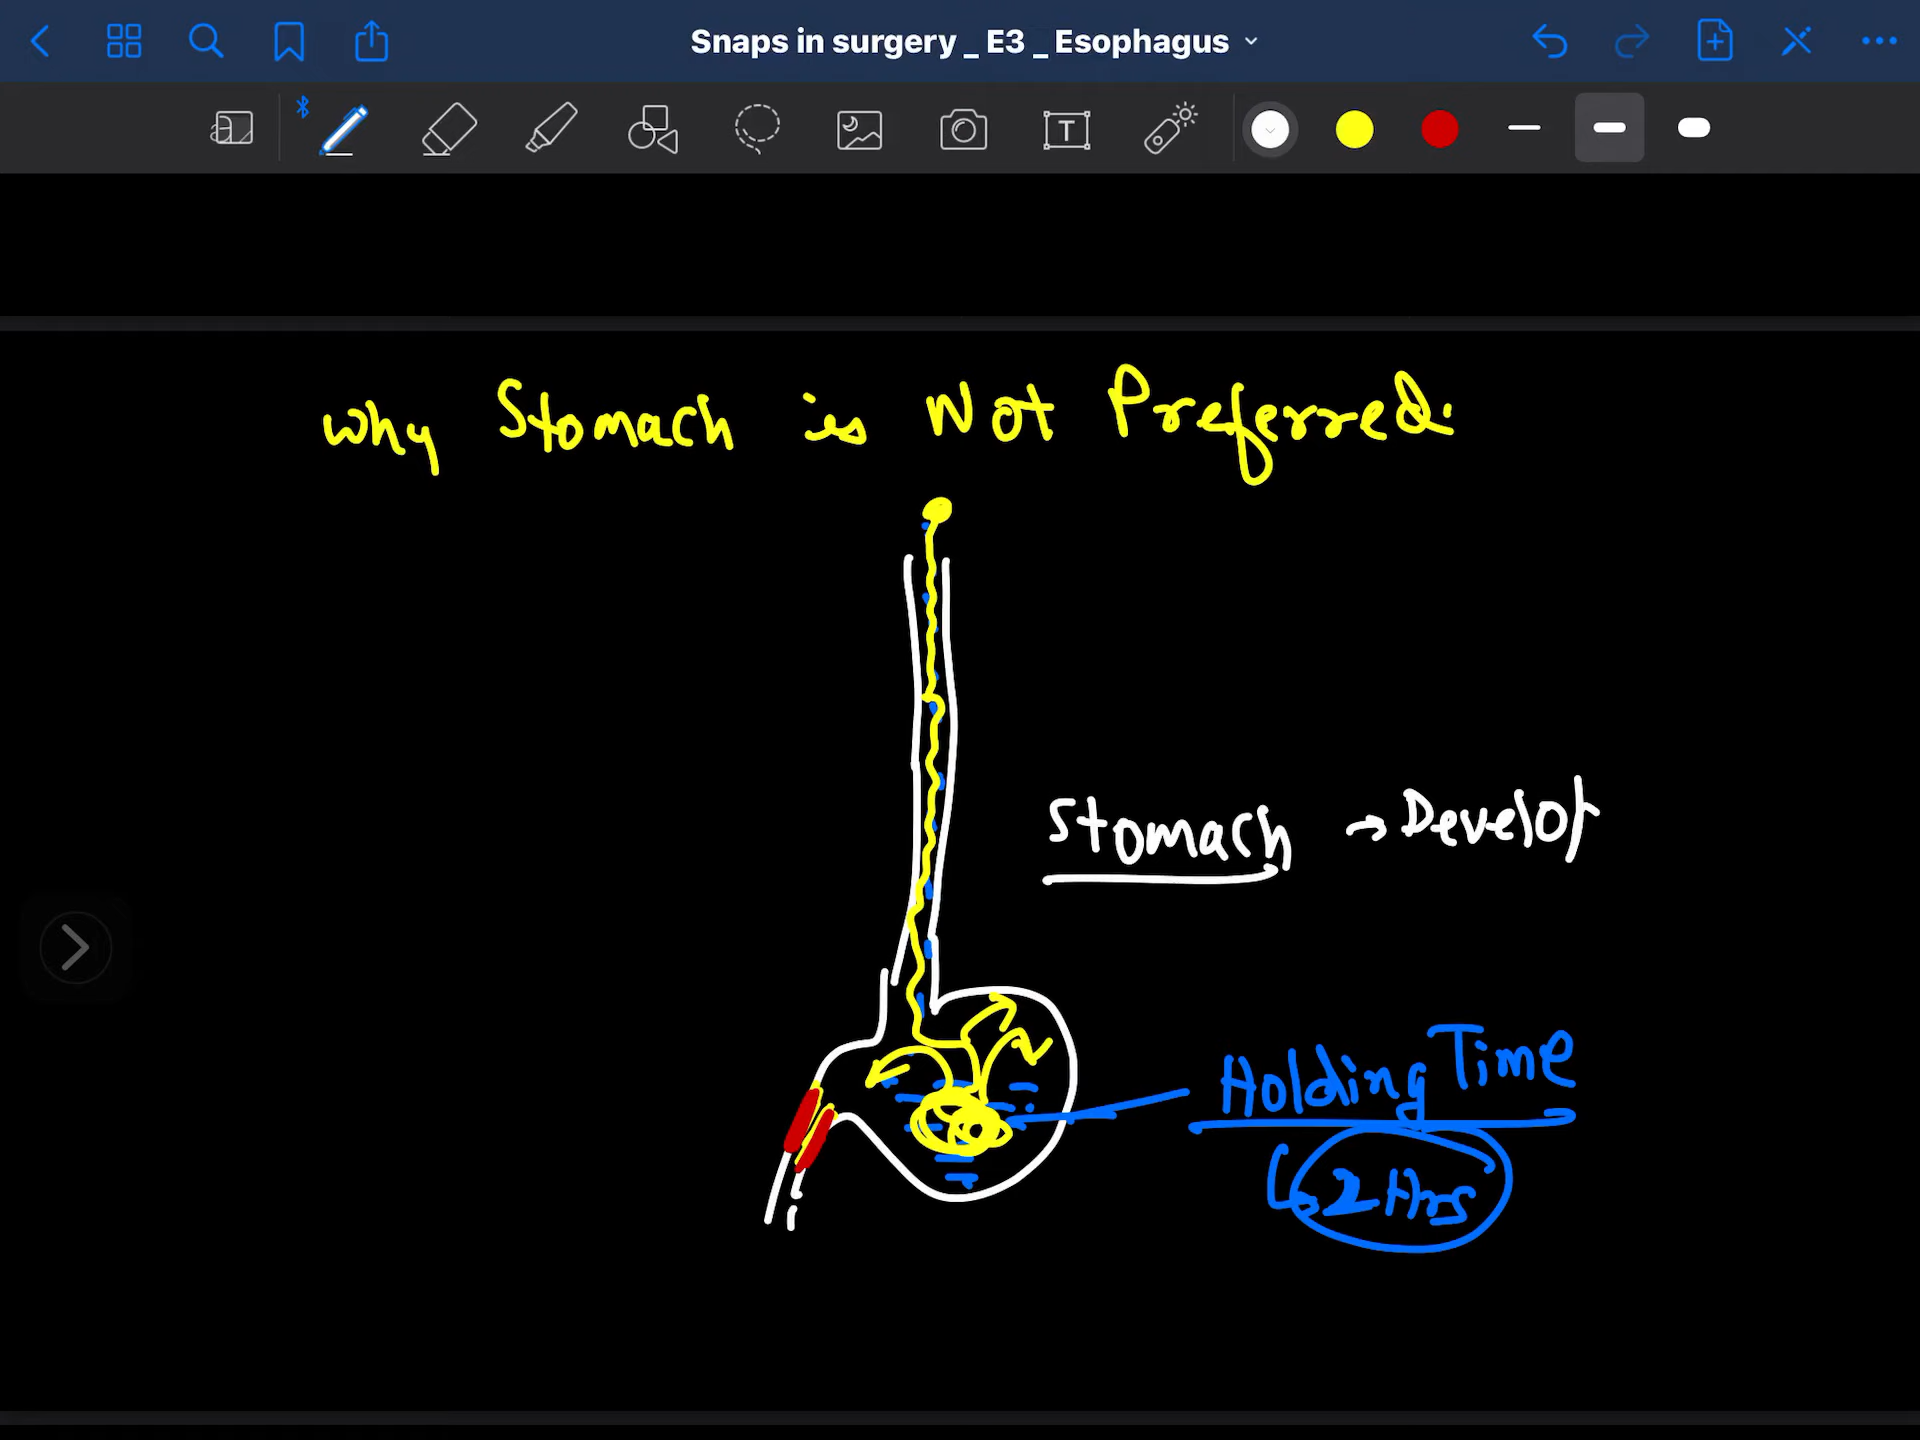 Snaps in surgery _ E3 _ Esophagus
T
why Stomach is Not Preferred.
Stomach → Develop
Holding Time
↳ 2 Hrs